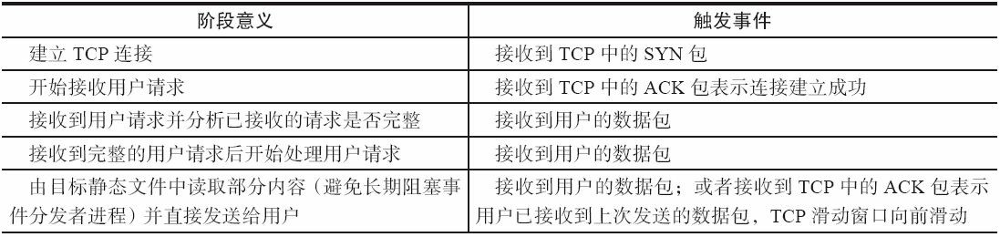 阶段意义
触发事件
建立 TCP 连接
接收到 TCP 中的 SYN 包
开始接收用户请求
接收到 TCP 中的 ACK 包表示连接建立成功
接收到用户请求并分析已接收的请求是否完整
接收到用户的数据包
接收到完整的用户请求后开始处理用户请求
接收到用户的数据包
由目标静态文件中读取部分内容（避免长期阻塞事
件分发者进程）并直接发送给用户
接收到用户的数据包；或者接收到 TCP 中的 ACK 包表示
用户已接收到上次发送的数据包，TCP 滑动窗口向前滑动